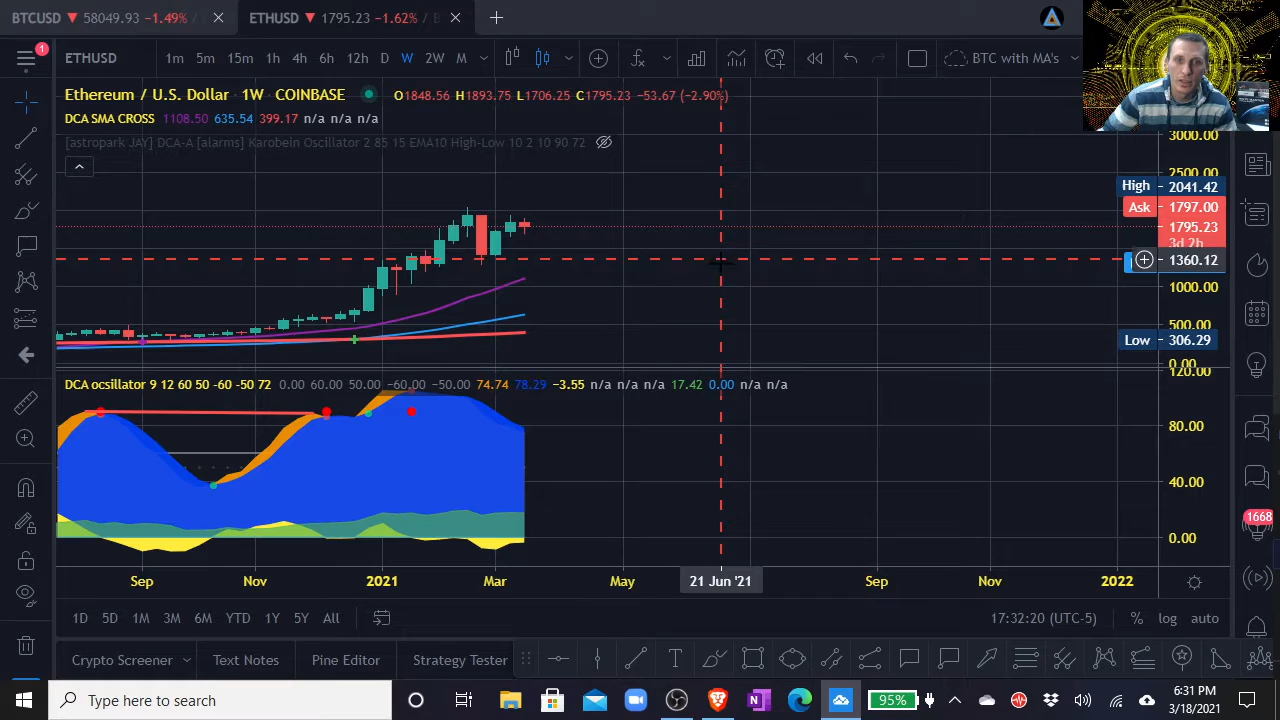 BTCUSD ▼ 58049.93 −1.49% /
ETHUSD ▼ 1795.23 −1.62% / B
1
ETHUSD 1m 5m 15m 1h 4h 6h 12h D W 2W M BTC with MA's
Ethereum / U.S. Dollar · 1W · COINBASE O1848.56 H1893.75 L1706.25 C1795.23 −53.67 (−2.90%)
DCA SMA CROSS 1108.50 635.54 399.17 n/a n/a n/a
[astropark JAY] DCA-A [alarms] Karobein Oscillator 2 85 15 EMA10 High-Low 10 2 10 90 72
3000.00
2500.00
High 2041.42
Ask 1797.00
1795.23
3d 2h
1360.12
1000.00
500.00
Low 306.29
0.00
DCA ocsillator 9 12 60 50 -60 -50 72 0.00 60.00 50.00 −60.00 −50.00 74.74 78.29 −3.55 n/a n/a n/a 17.42 0.00 n/a n/a
120.00
80.00
40.00
1668
0.00
Sep Nov 2021 Mar May 21 Jun '21 Sep Nov 2022
1D 5D 1M 3M 6M YTD 1Y 5Y All 17:32:20 (UTC-5) % log auto
Crypto Screener Text Notes Pine Editor Strategy Tester
Type here to search 95% 6:31 PM
3/18/2021